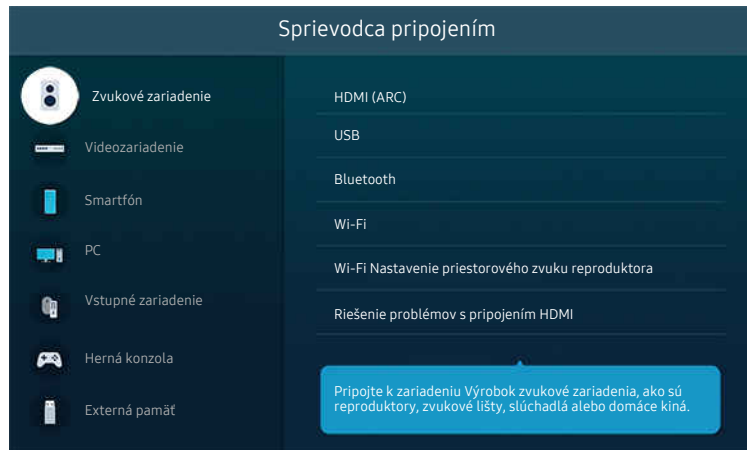 Sprievodca pripojením
Zvukové zariadenie
Videozariadenie
Smartfón
PC
Vstupné zariadenie
Herná konzola
Externá pamäť
HDMI (ARC)
USB
Bluetooth
Wi-Fi
Wi-Fi Nastavenie priestorového zvuku reproduktora
Riešenie problémov s pripojením HDMI
Pripojte k zariadeniu Výrobok zvukové zariadenia, ako sú
reproduktory, zvukové lišty, slúchadlá alebo domáce kiná.